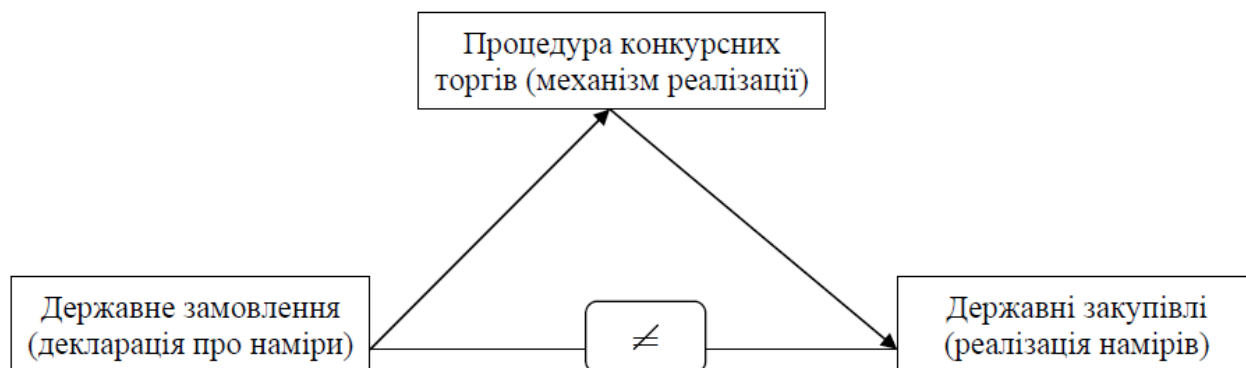 Процедура конкурсних
торгів (механізм реалізації)
Державне замовлення
(декларація про наміри)
≠
Державні закупівлі
(реалізація намірів)